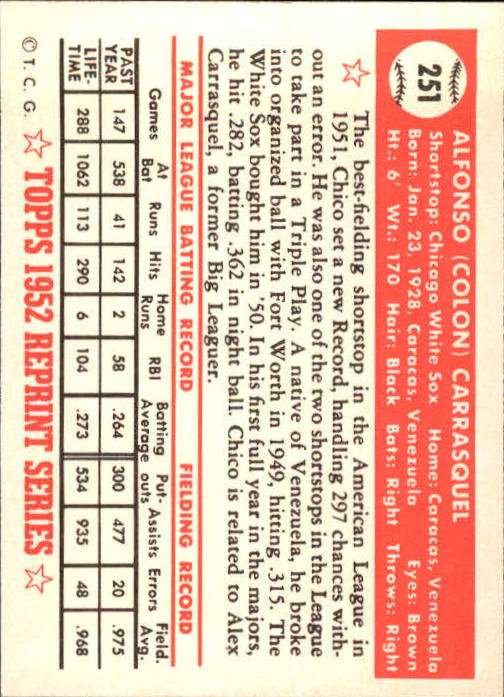 251
ALFONSO (COLON) CARRASQUEL
Shortstop: Chicago White Sox Home: Caracas, Venezuela
Born: Jan. 23, 1928, Caracas, Venezuela Eyes: Brown
Ht.: 6' Wt.: 170 Hair: Black Bats: Right Throws: Right
The best-fielding shortstop in the American League in
1951, Chico set a new Record, handling 297 chances with-
out an error. He was also one of the two shortstops in the League
to take part in a Triple Play. A native of Venezuela, he broke
into organized ball with Fort Worth in 1949, hitting .315. The
White Sox bought him in '50. In his first full year in the majors,
he hit .282, batting .362 in night ball. Chico is related to Alex
Carrasquel, a former Big Leaguer.
MAJOR LEAGUE BATTING RECORD FIELDING RECORD
Games At Bat Runs Hits Home Runs RBI Batting Average Put-outs Assists Errors Field. Avg.
PAST YEAR 147 538 41 142 2 58 .264 300 477 20 .975
LIFE-TIME 288 1062 113 290 6 104 .273 534 935 48 .968
© T. C. G. TOPPS 1952 REPRINT SERIES